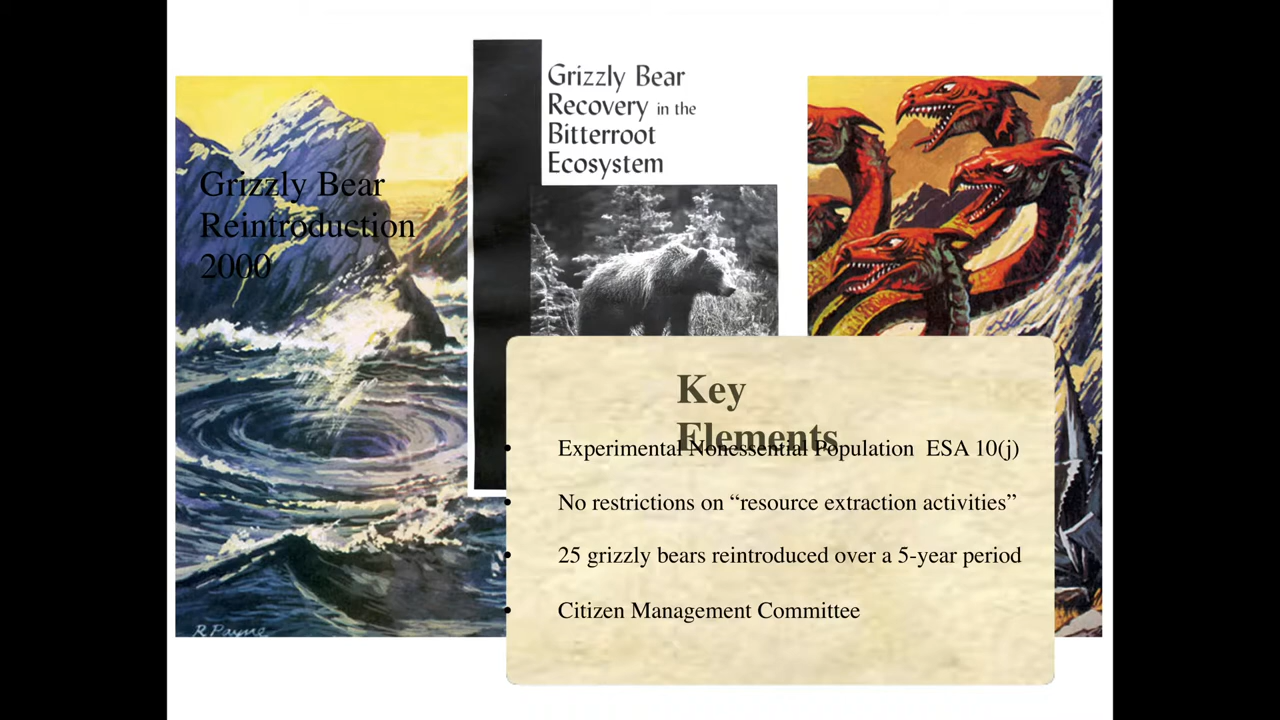 Grizzly Bear
Reintroduction
2000
Grizzly Bear
Recovery in the
Bitterroot
Ecosystem
Key
Elements
• Experimental Nonessential Population  ESA 10(j)
• No restrictions on “resource extraction activities”
• 25 grizzly bears reintroduced over a 5-year period
• Citizen Management Committee
R Payne